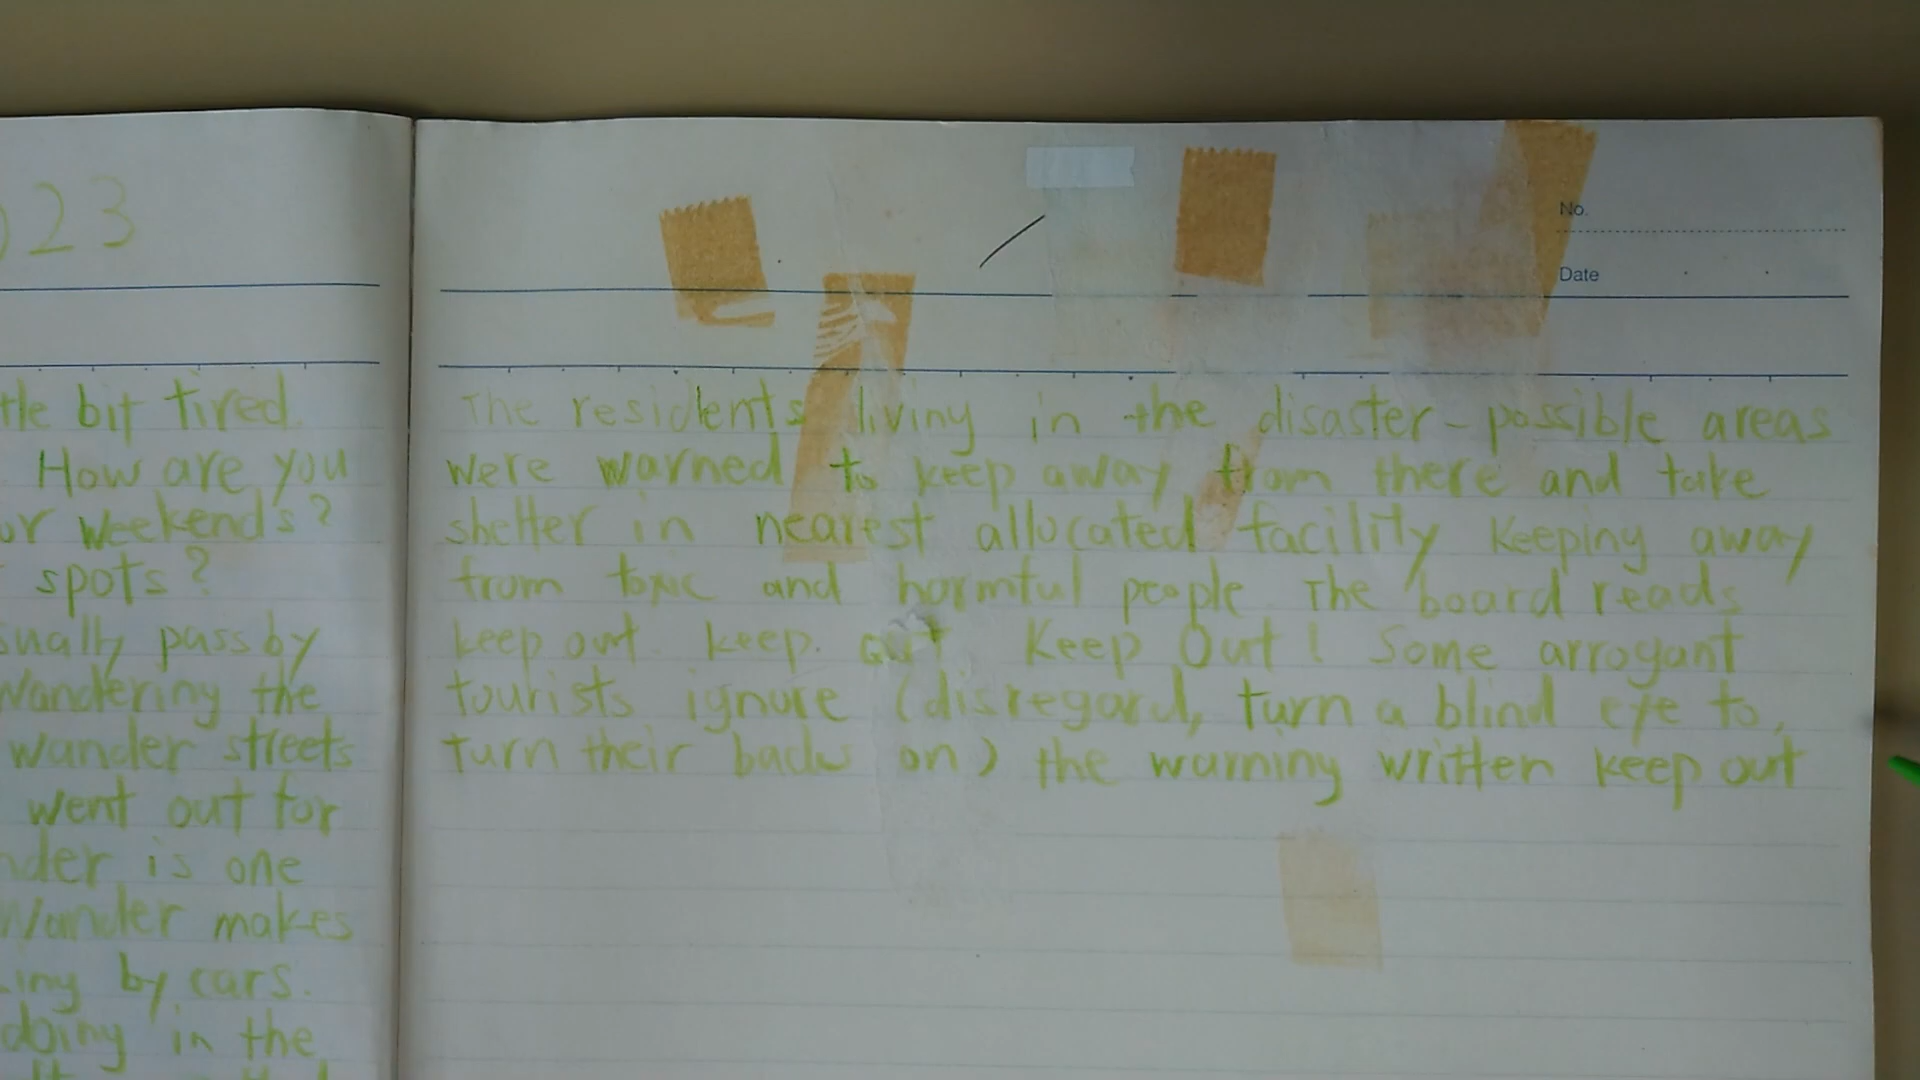 023
tle bit tired.
How are you
ur weekends?
spots?
sually pass by
Wandering the
wander streets
went out for
nder is one
Wander makes
by cars.
doing in the
No.
Date
The residents living in the disaster-possible areas
were warned to keep away from there and take
shelter in nearest allocated facility Keeping away
from toxic and harmful people. The board reads
keep out. keep. out Keep Out! Some arrogant
tourists ignore (disregard, turn a blind eye to,
turn their backs on) the warning written keep out